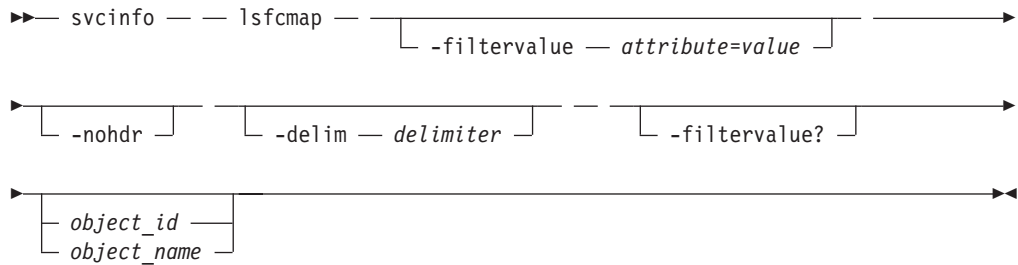 svcinfo lsfcmap
-filtervalue attribute=value
-nohdr -delim delimiter -filtervalue?
object_id
object_name